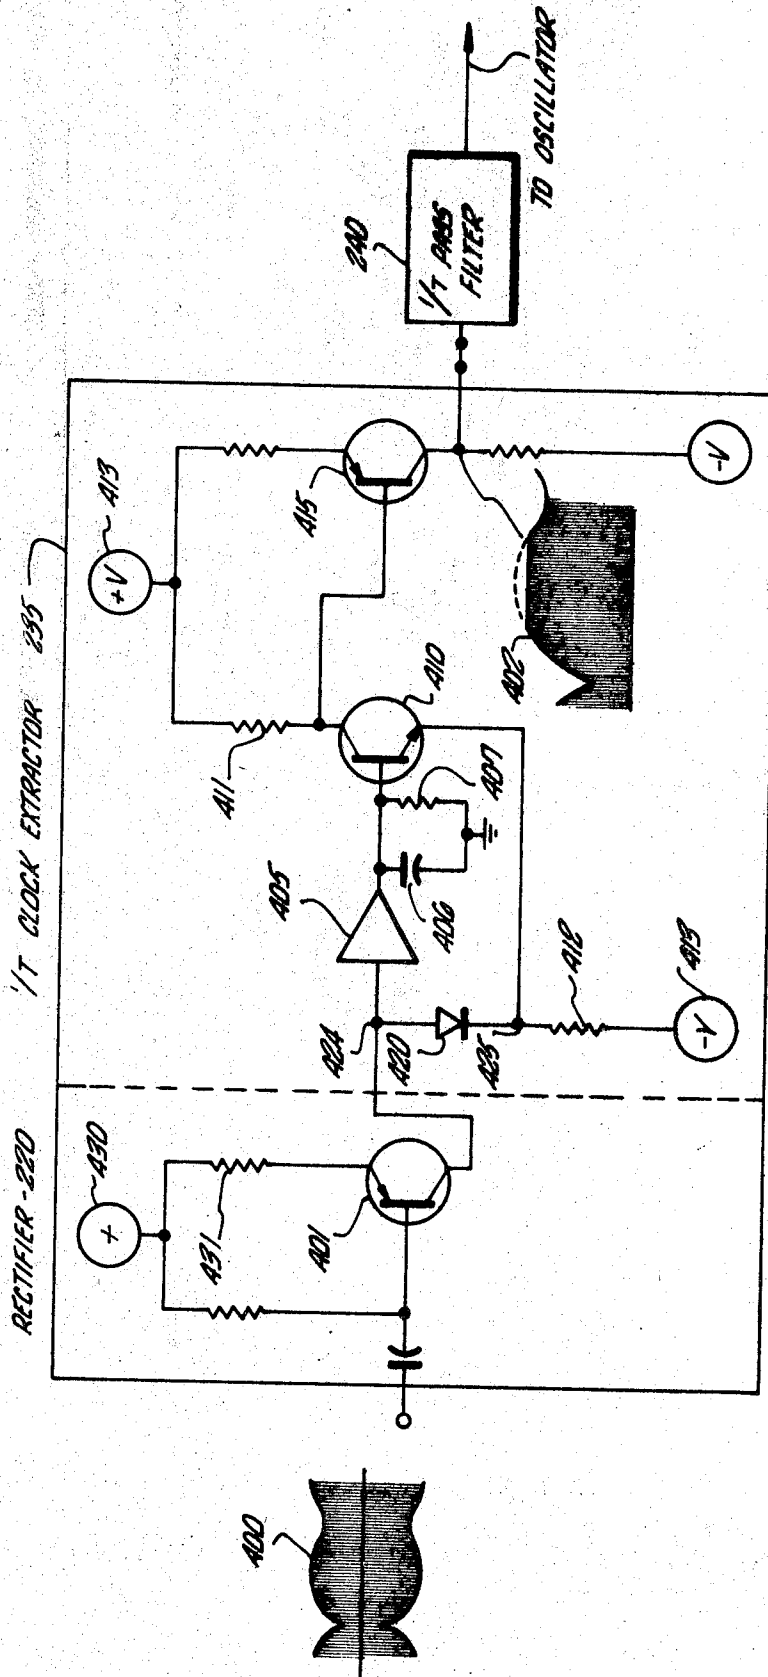 RECTIFIER-220
1/T CLOCK EXTRACTOR 235
+
430
+V
413
431
401
411
415
240
1/T PASS
FILTER
TO OSCILLATOR
400
424
405
410
420
425
406
407
402
412
-V
413
-V